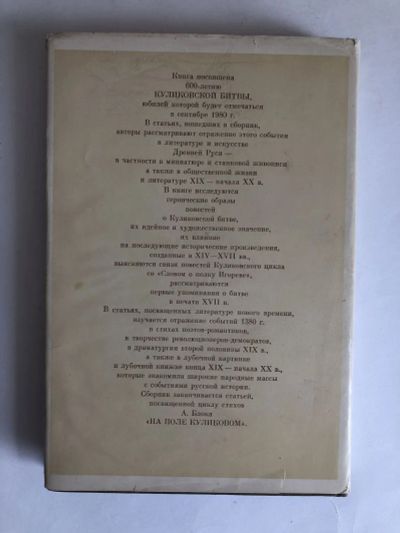 Книга посвящена
600-летию
КУЛИКОВСКОЙ БИТВЫ,
юбилей которой будет отмечаться
в сентябре 1980 г.
В статьях, вошедших в сборник,
авторы рассматривают отражение этого события
в литературе и искусстве
Древней Руси —
в частности в миниатюре и станковой живописи
а также в общественной жизни
и литературе XIX — начала XX в.
В книге исследуются
героические образы
повестей
о Куликовской битве,
их идейное и художественное значение,
их влияние
на последующие исторические произведения,
созданные в XIV—XVII вв.,
выясняются связи повестей Куликовского цикла
со «Словом о полку Игореве»,
рассматриваются
первые упоминания о битве
в печати XVII в.
В статьях, посвященных литературе нового времени,
изучается отражение событий 1380 г.
в стихах поэтов-романтиков,
в творчестве революционеров-демократов,
в драматургии второй половины XIX в.,
а также в лубочной картинке
и лубочной книжке конца XIX — начала XX в.,
которые знакомили широкие народные массы
с событиями русской истории.
Сборник заканчивается статьей,
посвященной циклу стихов
А. Блока
«НА ПОЛЕ КУЛИКОВОМ».